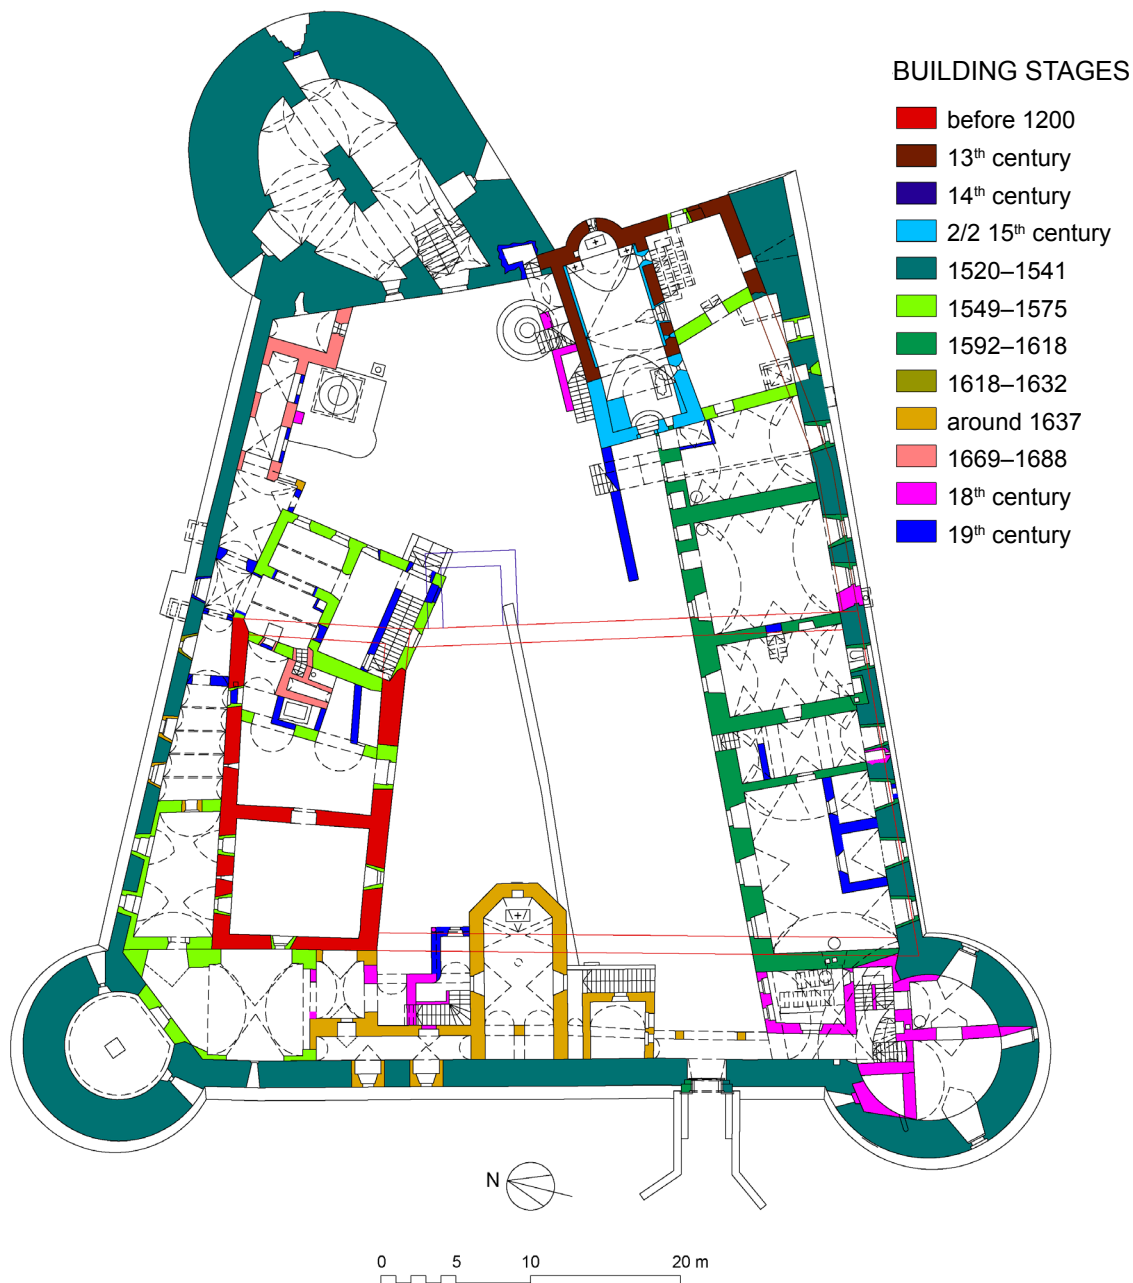 BUILDING STAGES
before 1200
13th century
14th century
2/2 15th century
1520–1541
1549–1575
1592–1618
1618–1632
around 1637
1669–1688
18th century
19th century
N
0 5 10 20 m